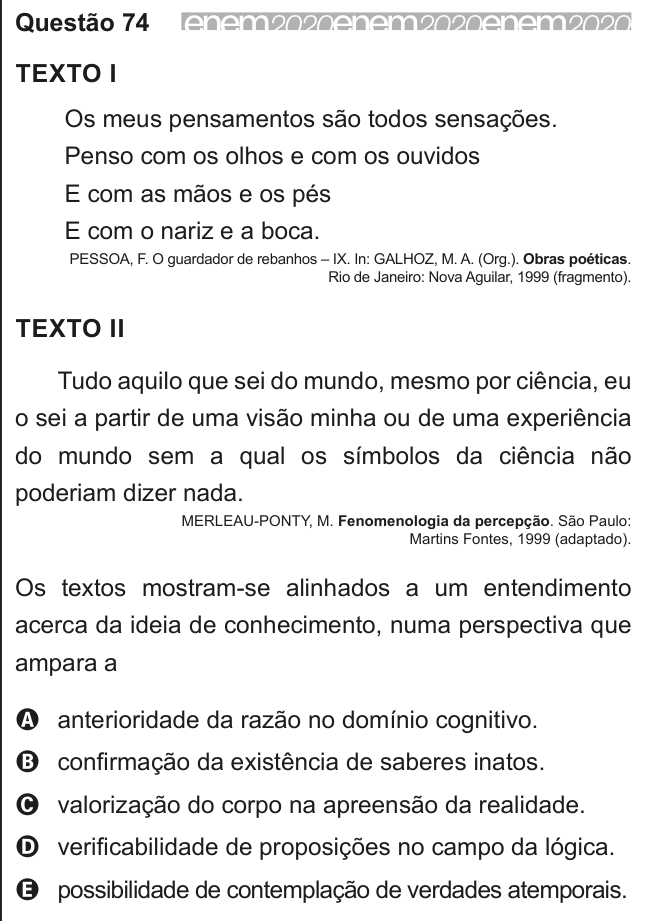 Questão 74 enem2020enem2020enem2020
TEXTO I
Os meus pensamentos são todos sensações.
Penso com os olhos e com os ouvidos
E com as mãos e os pés
E com o nariz e a boca.
PESSOA, F. O guardador de rebanhos – IX. In: GALHOZ, M. A. (Org.). Obras poéticas.
Rio de Janeiro: Nova Aguilar, 1999 (fragmento).
TEXTO II
Tudo aquilo que sei do mundo, mesmo por ciência, eu
o sei a partir de uma visão minha ou de uma experiência
do mundo sem a qual os símbolos da ciência não
poderiam dizer nada.
MERLEAU-PONTY, M. Fenomenologia da percepção. São Paulo:
Martins Fontes, 1999 (adaptado).
Os textos mostram-se alinhados a um entendimento
acerca da ideia de conhecimento, numa perspectiva que
ampara a
A anterioridade da razão no domínio cognitivo.
B confirmação da existência de saberes inatos.
C valorização do corpo na apreensão da realidade.
D verificabilidade de proposições no campo da lógica.
E possibilidade de contemplação de verdades atemporais.